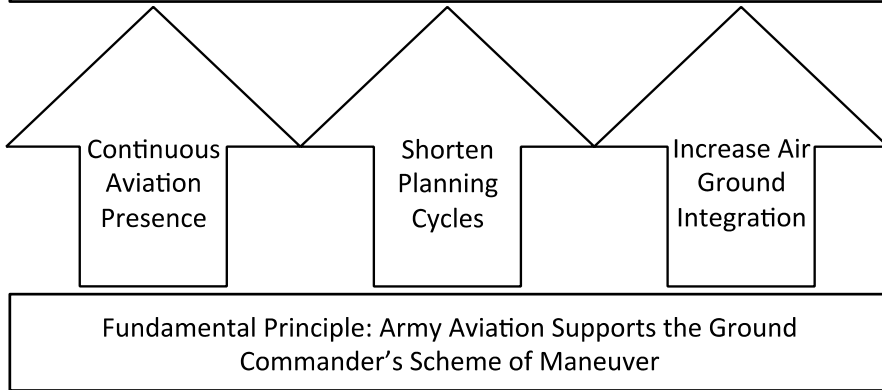 Continuous
Aviation
Presence
Shorten
Planning
Cycles
Increase Air
Ground
Integration
Fundamental Principle: Army Aviation Supports the Ground
Commander’s Scheme of Maneuver